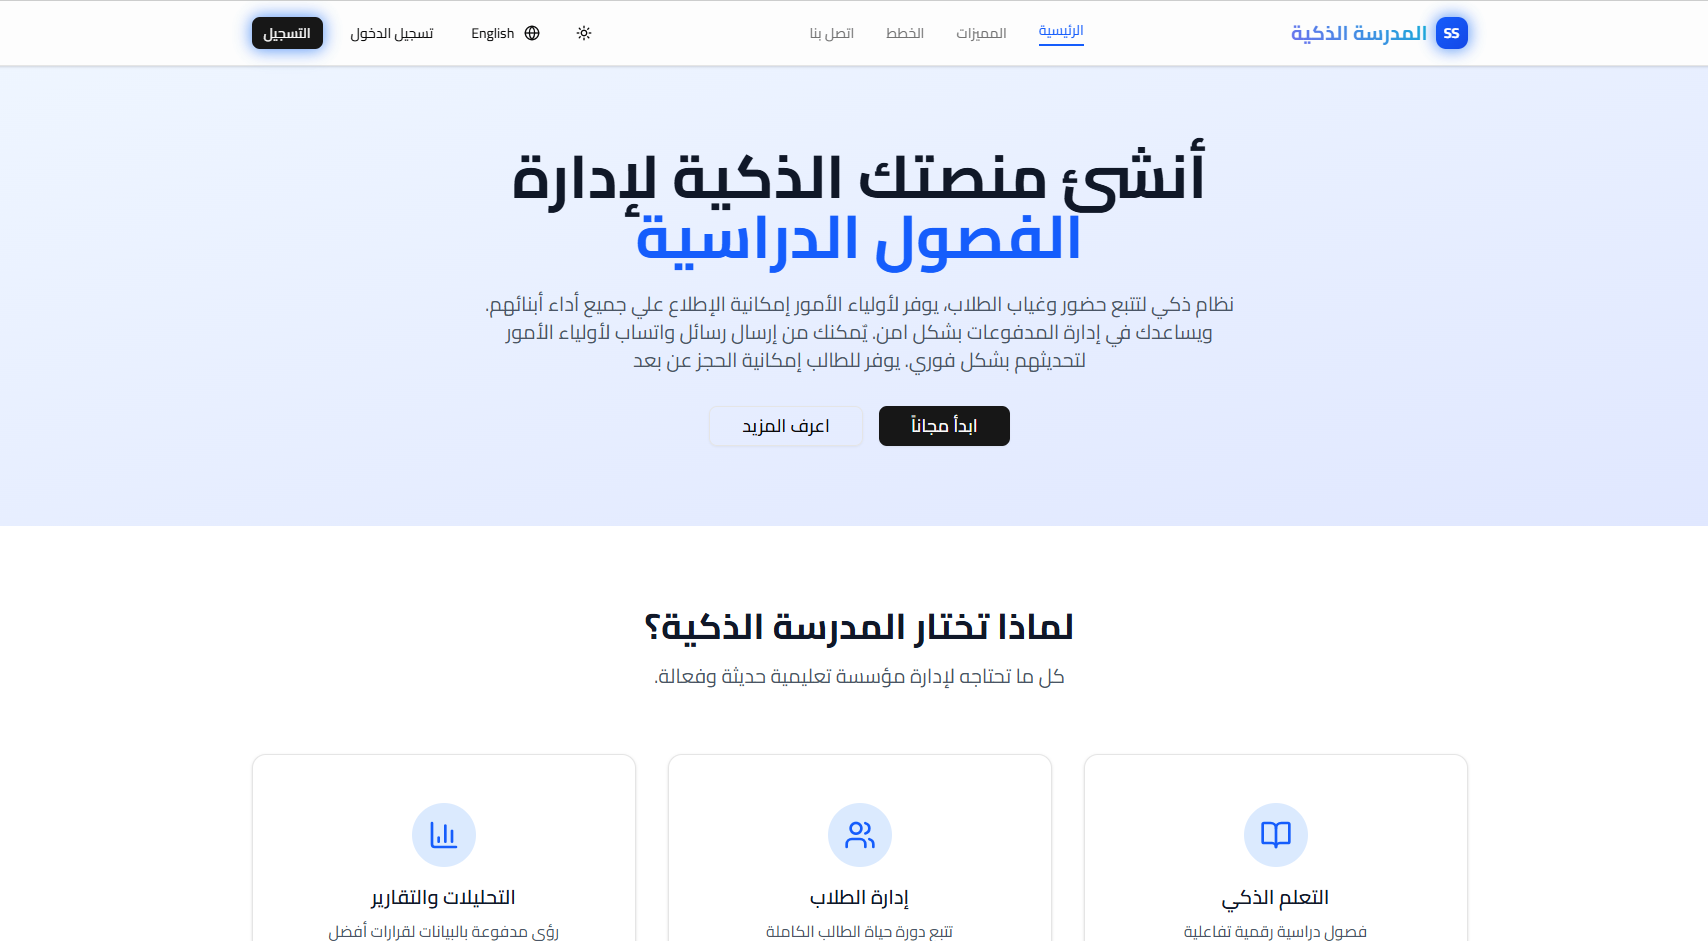 SS
المدرسة الذكية
الرئيسية
المميزات
الخطط
اتصل بنا
English
تسجيل الدخول
التسجيل
أنشئ منصتك الذكية لإدارة
الفصول الدراسية
نظام ذكي لتتبع حضور وغياب الطلاب، يوفر لأولياء الأمور إمكانية الإطلاع علي جميع أداء أبنائهم.
ويساعدك في إدارة المدفوعات بشكل امن. يٌمكنك من إرسال رسائل واتساب لأولياء الأمور
لتحديثهم بشكل فوري. يوفر للطالب إمكانية الحجز عن بعد
ابدأ مجاناً
اعرف المزيد
لماذا تختار المدرسة الذكية؟
كل ما تحتاجه لإدارة مؤسسة تعليمية حديثة وفعالة.
التعلم الذكي
فصول دراسية رقمية تفاعلية
إدارة الطلاب
تتبع دورة حياة الطالب الكاملة
التحليلات والتقارير
رؤى مدفوعة بالبيانات لقرارات أفضل